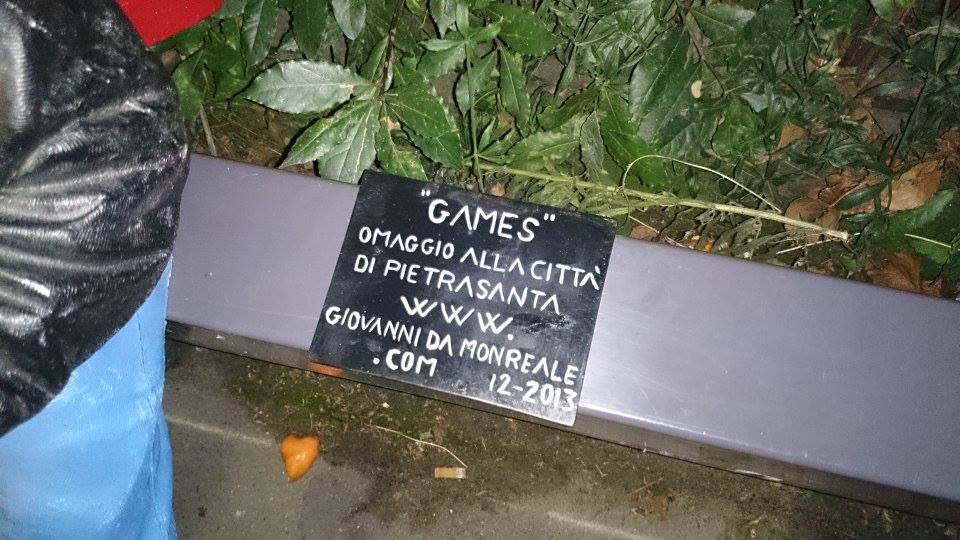 "GAMES"
OMAGGIO ALLA CITTÀ
DI PIETRASANTA
WWW.
GIOVANNI DA MONREALE
.COM 12-2013